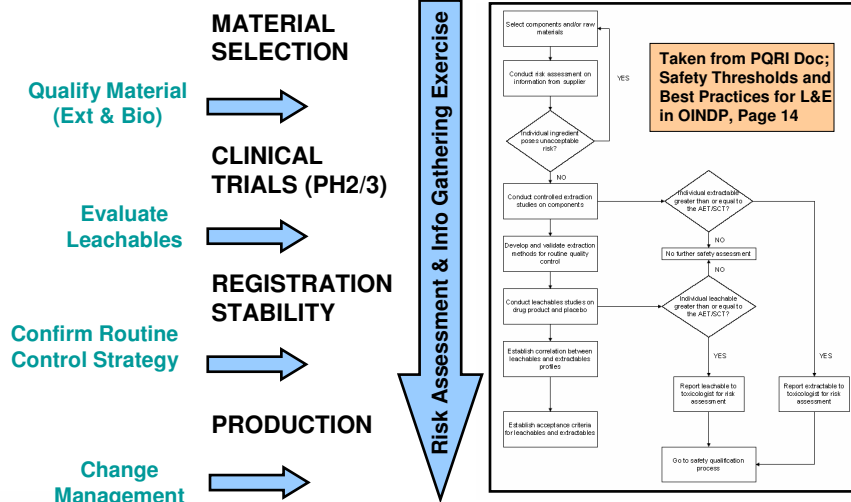 MATERIAL
SELECTION
Qualify Material
(Ext & Bio)
CLINICAL
TRIALS (PH2/3)
Evaluate
Leachables
REGISTRATION
STABILITY
Confirm Routine
Control Strategy
PRODUCTION
Change
Management
Risk Assessment & Info Gathering Exercise
Taken from PQRI Doc;
Safety Thresholds and
Best Practices for L&E
in OINDP, Page 14
Select components and/or raw
materials
YES
Conduct risk assessment on
information from supplier
Individual ingredient
poses unacceptable
risk?
NO
Conduct controlled extraction
studies on components
Individual extractable
greater than or equal to
the AET/SCT?
NO
Develop and validate extraction
methods for routine quality
control
No further safety assessment
NO
Conduct leachables studies on
drug product and placebo
Individual leachable
greater than or equal to
the AET/SCT?
Establish correlation between
leachables and extractables
profiles
YES
YES
Report leachable to
toxicologist for risk
assessment
Report extractable to
toxicologist for risk
assessment
Establish acceptance criteria
for leachables and extractables
Go to safety qualification
process